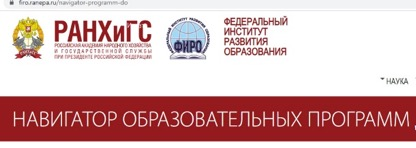 firo.ranepa.ru/navigator-programm-do
РАНХиГС
РОССИЙСКАЯ АКАДЕМИЯ НАРОДНОГО ХОЗЯЙСТВА
И ГОСУДАРСТВЕННОЙ СЛУЖБЫ
ПРИ ПРЕЗИДЕНТЕ РОССИЙСКОЙ ФЕДЕРАЦИИ
ФИРО
ФЕДЕРАЛЬНЫЙ
ИНСТИТУТ
РАЗВИТИЯ
ОБРАЗОВАНИЯ
НАУКА
НАВИГАТОР ОБРАЗОВАТЕЛЬНЫХ ПРОГРАММ